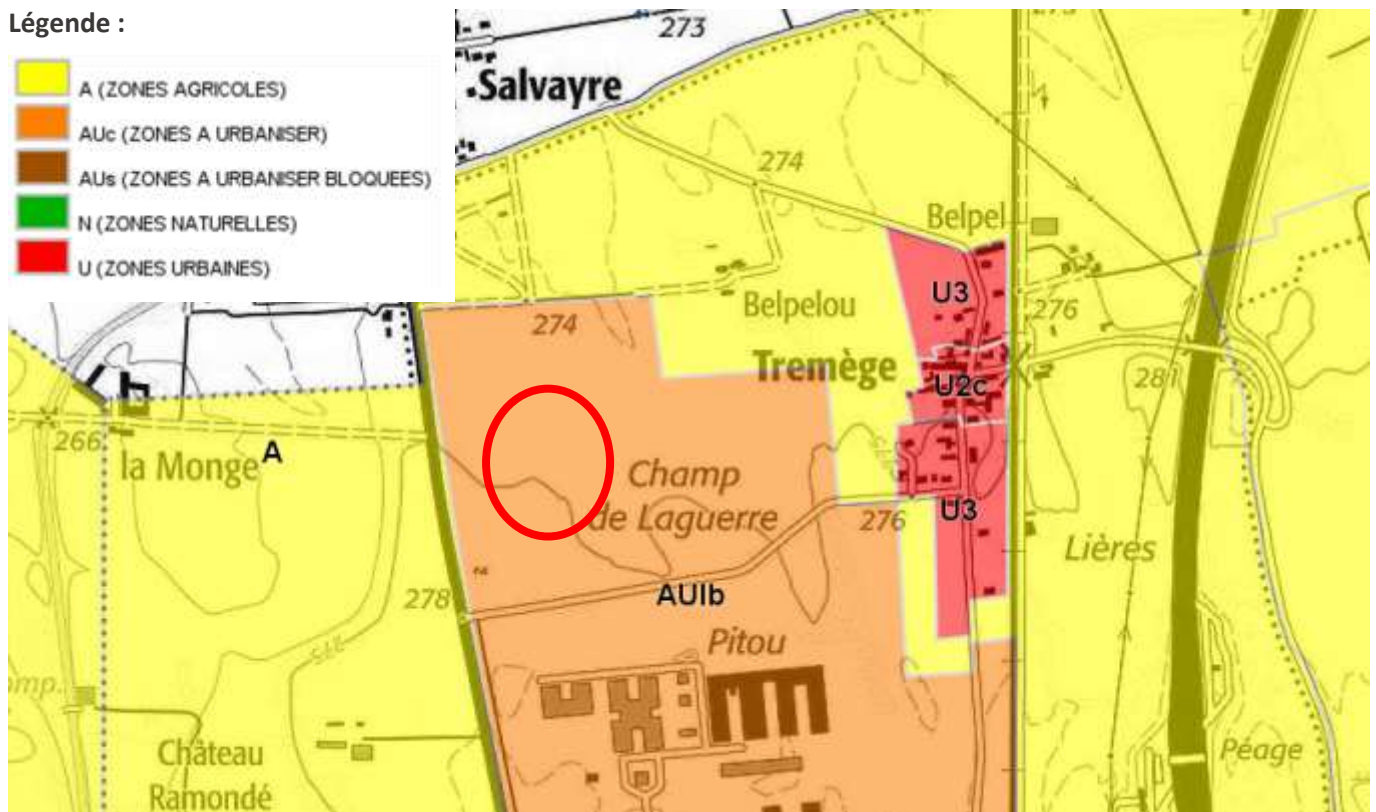 Légende :
A (ZONES AGRICOLES)
AUc (ZONES A URBANISER)
AUs (ZONES A URBANISER BLOQUEES)
N (ZONES NATURELLES)
U (ZONES URBAINES)
273
Salvayre
274
Belpel
U3
276
Belpelou
274
Tremège
U2c
281
266
la Monge
A
Champ
de Laguerre
276
U3
Lières
278
AUIb
Pitou
275
Péage
Château
Ramondé